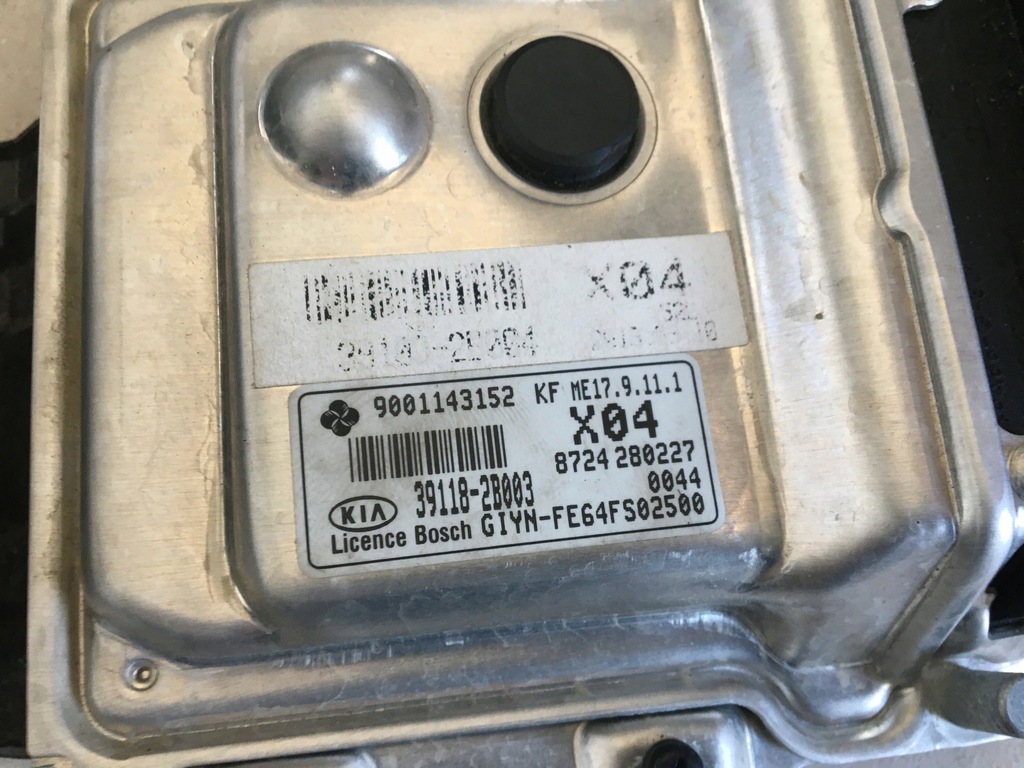 X04
9001143152 KF ME17.9.11.1
X04
8724 280227
39118-2B003 0044
KIA
Licence Bosch GIYN-FE64FS02500